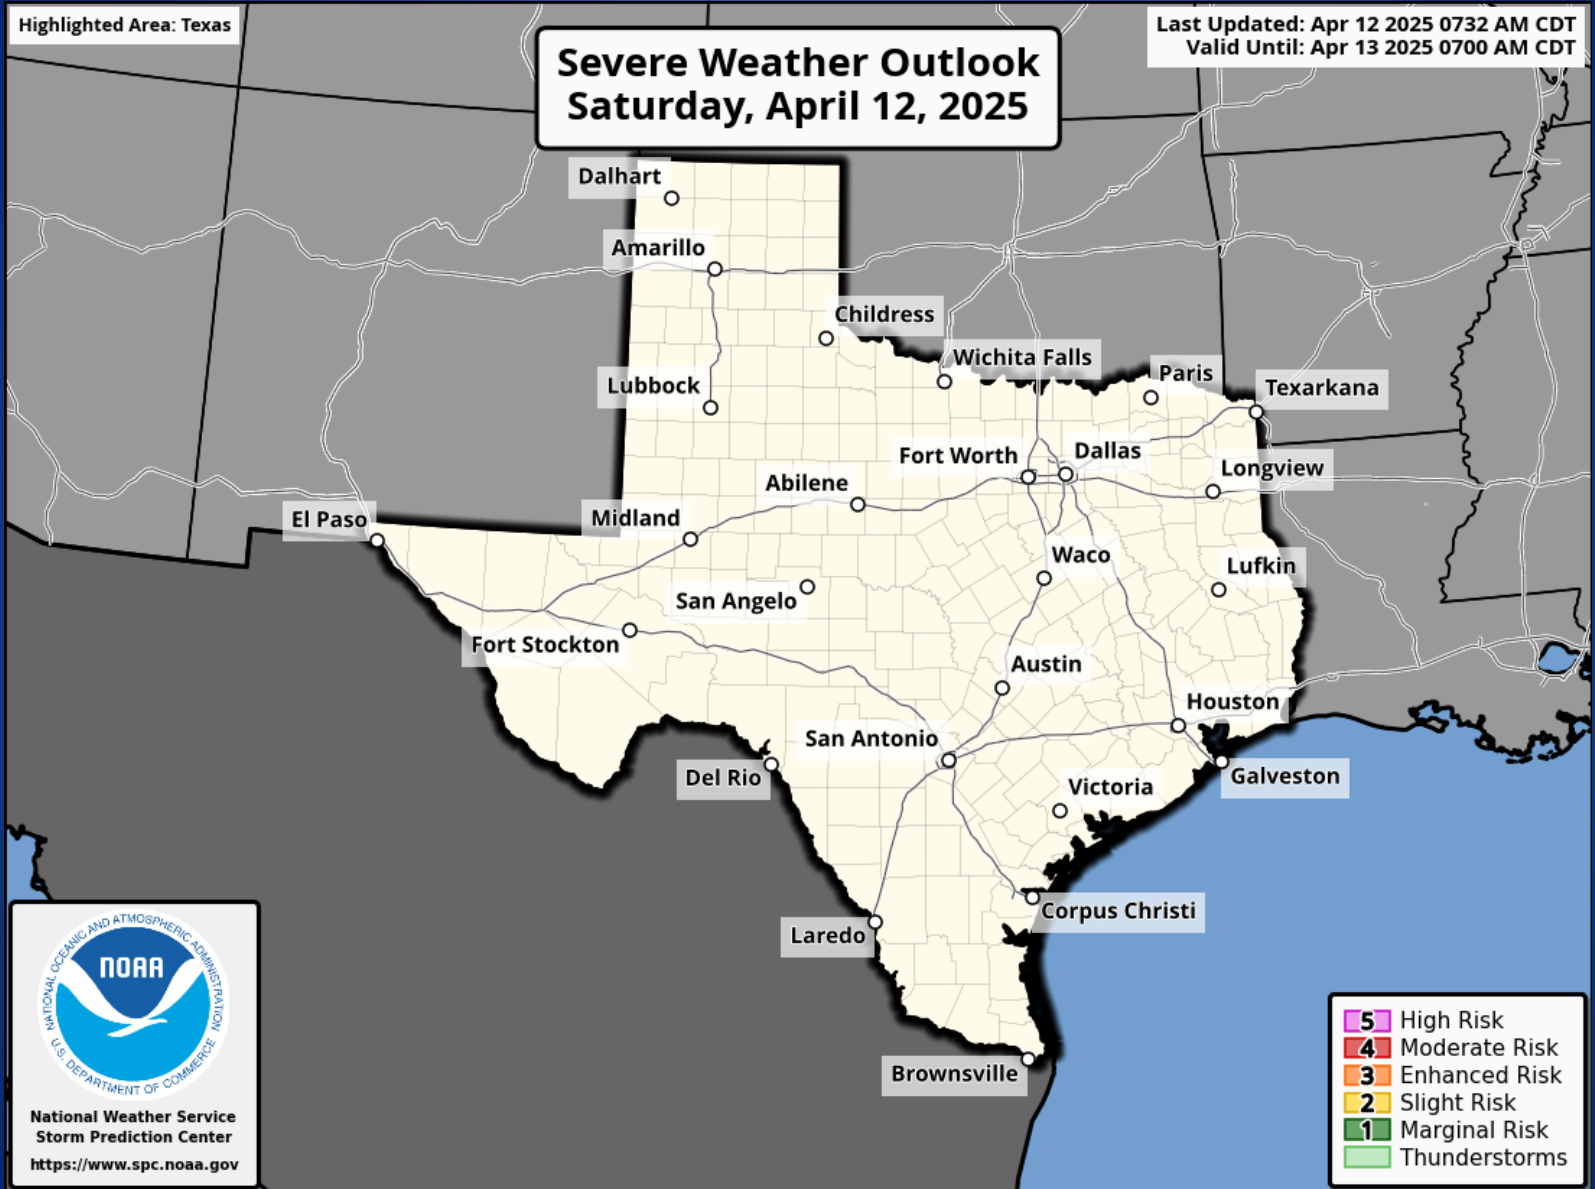 Highlighted Area: Texas
Severe Weather Outlook
Saturday, April 12, 2025
Last Updated: Apr 12 2025 0732 AM CDT
Valid Until: Apr 13 2025 0700 AM CDT
Dalhart
Amarillo
Childress
Wichita Falls
Paris
Texarkana
Lubbock
Fort Worth
Dallas
Longview
Abilene
El Paso
Midland
Waco
Lufkin
San Angelo
Fort Stockton
Austin
Houston
San Antonio
Del Rio
Galveston
Victoria
Corpus Christi
Laredo
Brownsville
NATIONAL OCEANIC AND ATMOSPHERIC ADMINISTRATION
NOAA
U.S. DEPARTMENT OF COMMERCE
National Weather Service
Storm Prediction Center
https://www.spc.noaa.gov
5 High Risk
4 Moderate Risk
3 Enhanced Risk
2 Slight Risk
1 Marginal Risk
Thunderstorms